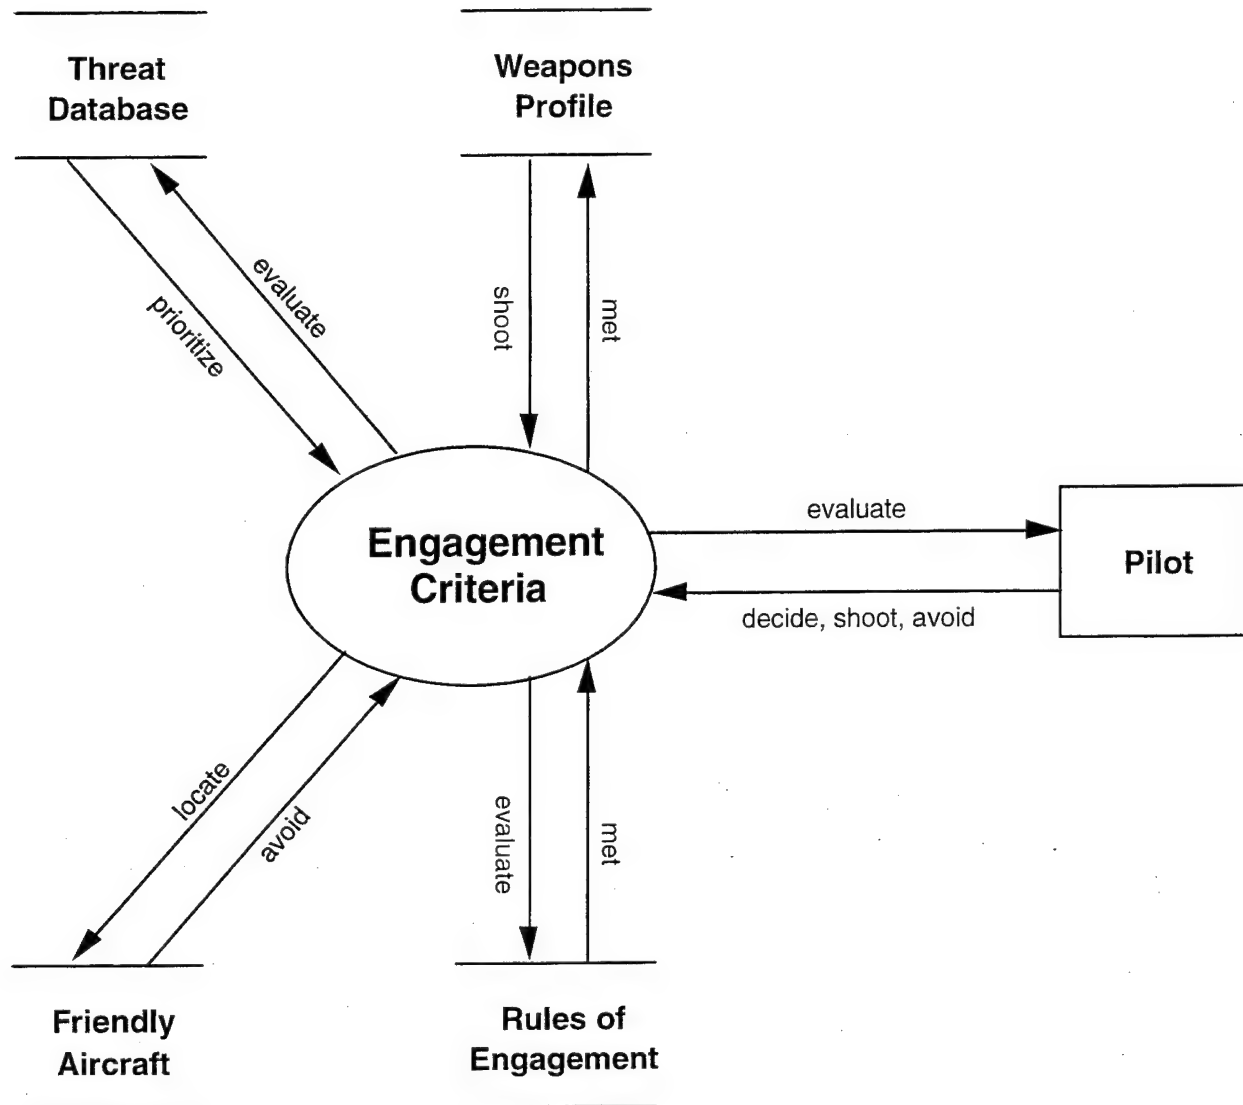 Threat
Database
Weapons
Profile
evaluate
prioritize
shoot
met
Engagement
Criteria
evaluate
Pilot
decide, shoot, avoid
locate
avoid
evaluate
met
Friendly
Aircraft
Rules of
Engagement